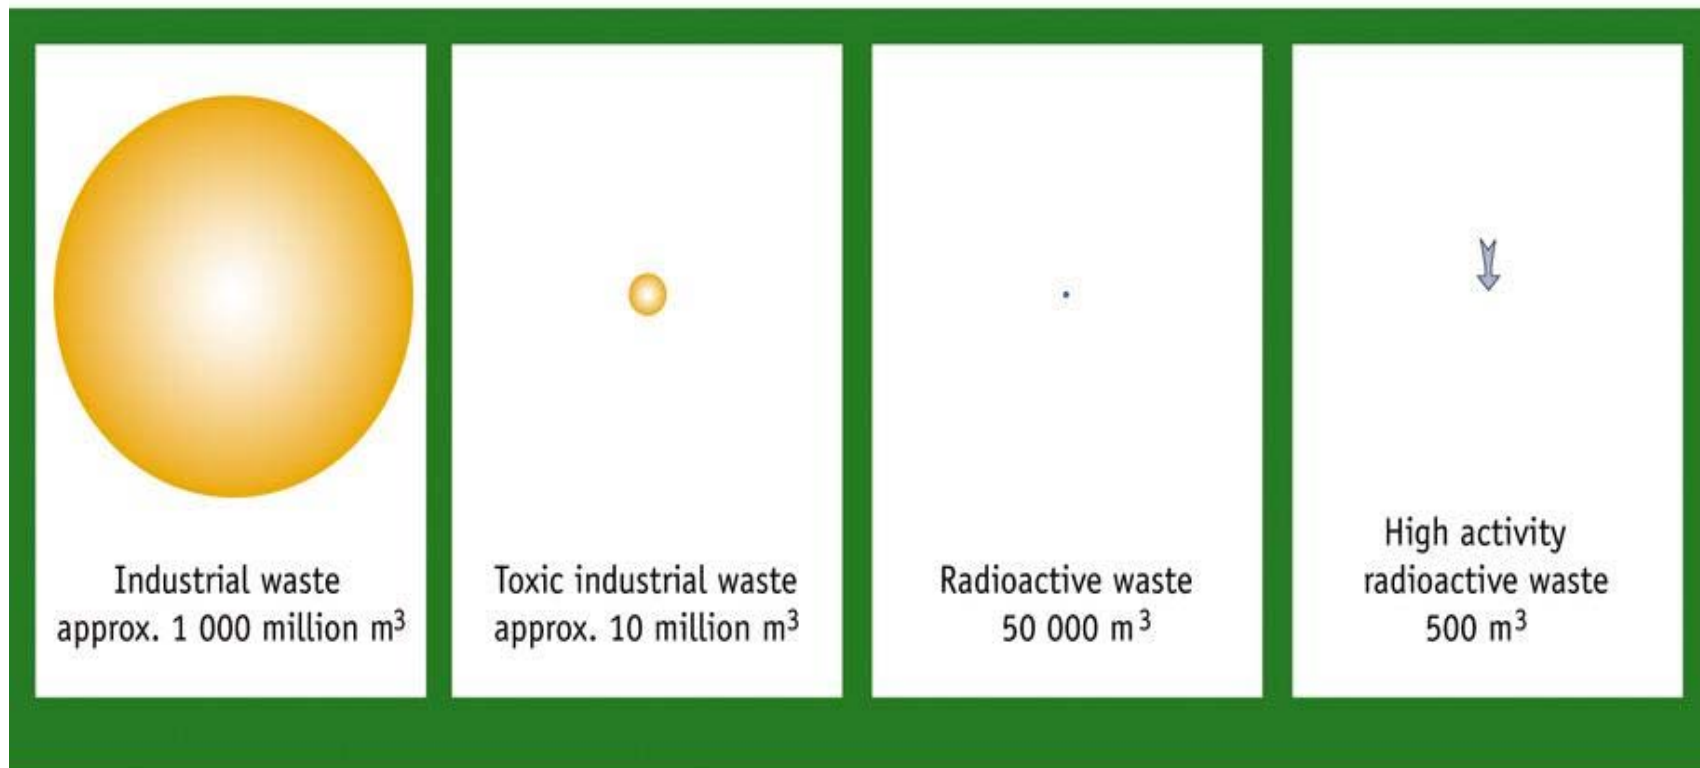 Industrial waste
approx. 1 000 million m³
Toxic industrial waste
approx. 10 million m³
Radioactive waste
50 000 m³
High activity
radioactive waste
500 m³